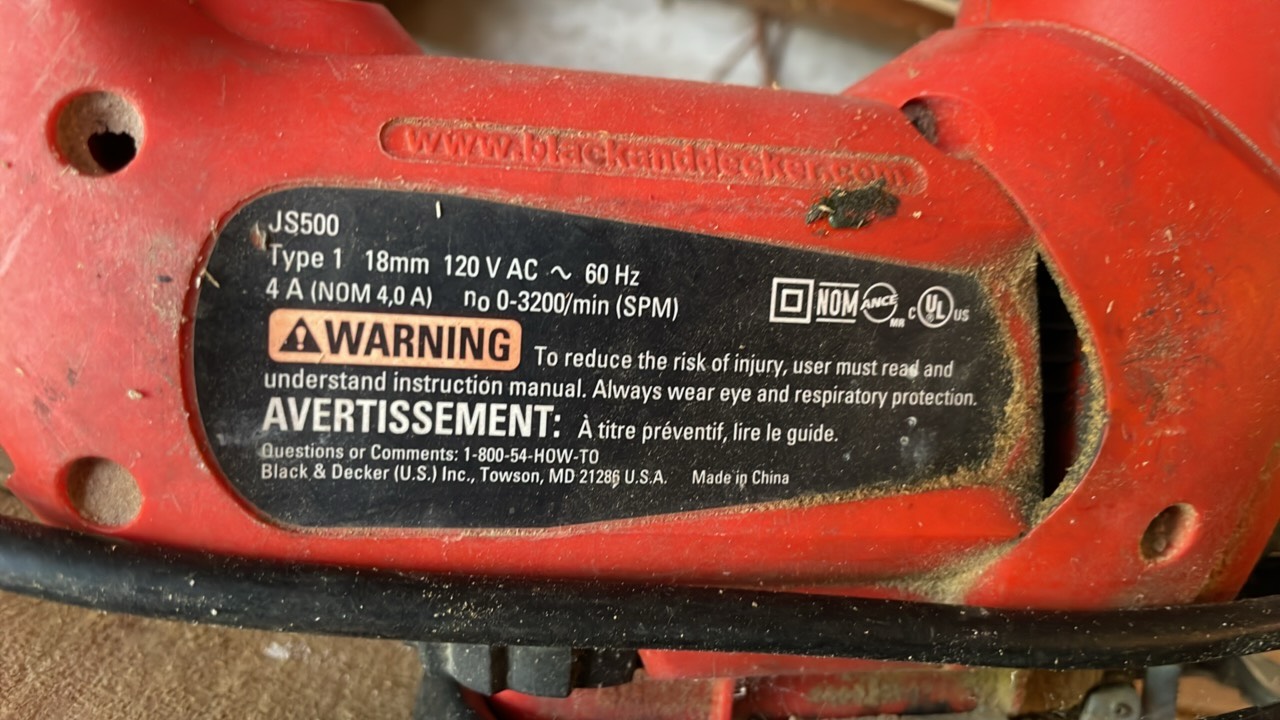 www.blackanddecker.com
JS500
Type 1 18mm 120 V AC ~ 60 Hz
4 A (NOM 4,0 A) no 0-3200/min (SPM)
NOM ANCE MR C UL US
WARNING To reduce the risk of injury, user must read and
understand instruction manual. Always wear eye and respiratory protection.
AVERTISSEMENT: À titre préventif, lire le guide.
Questions or Comments: 1-800-54-HOW-TO
Black & Decker (U.S.) Inc., Towson, MD 21286 U.S.A. Made in China